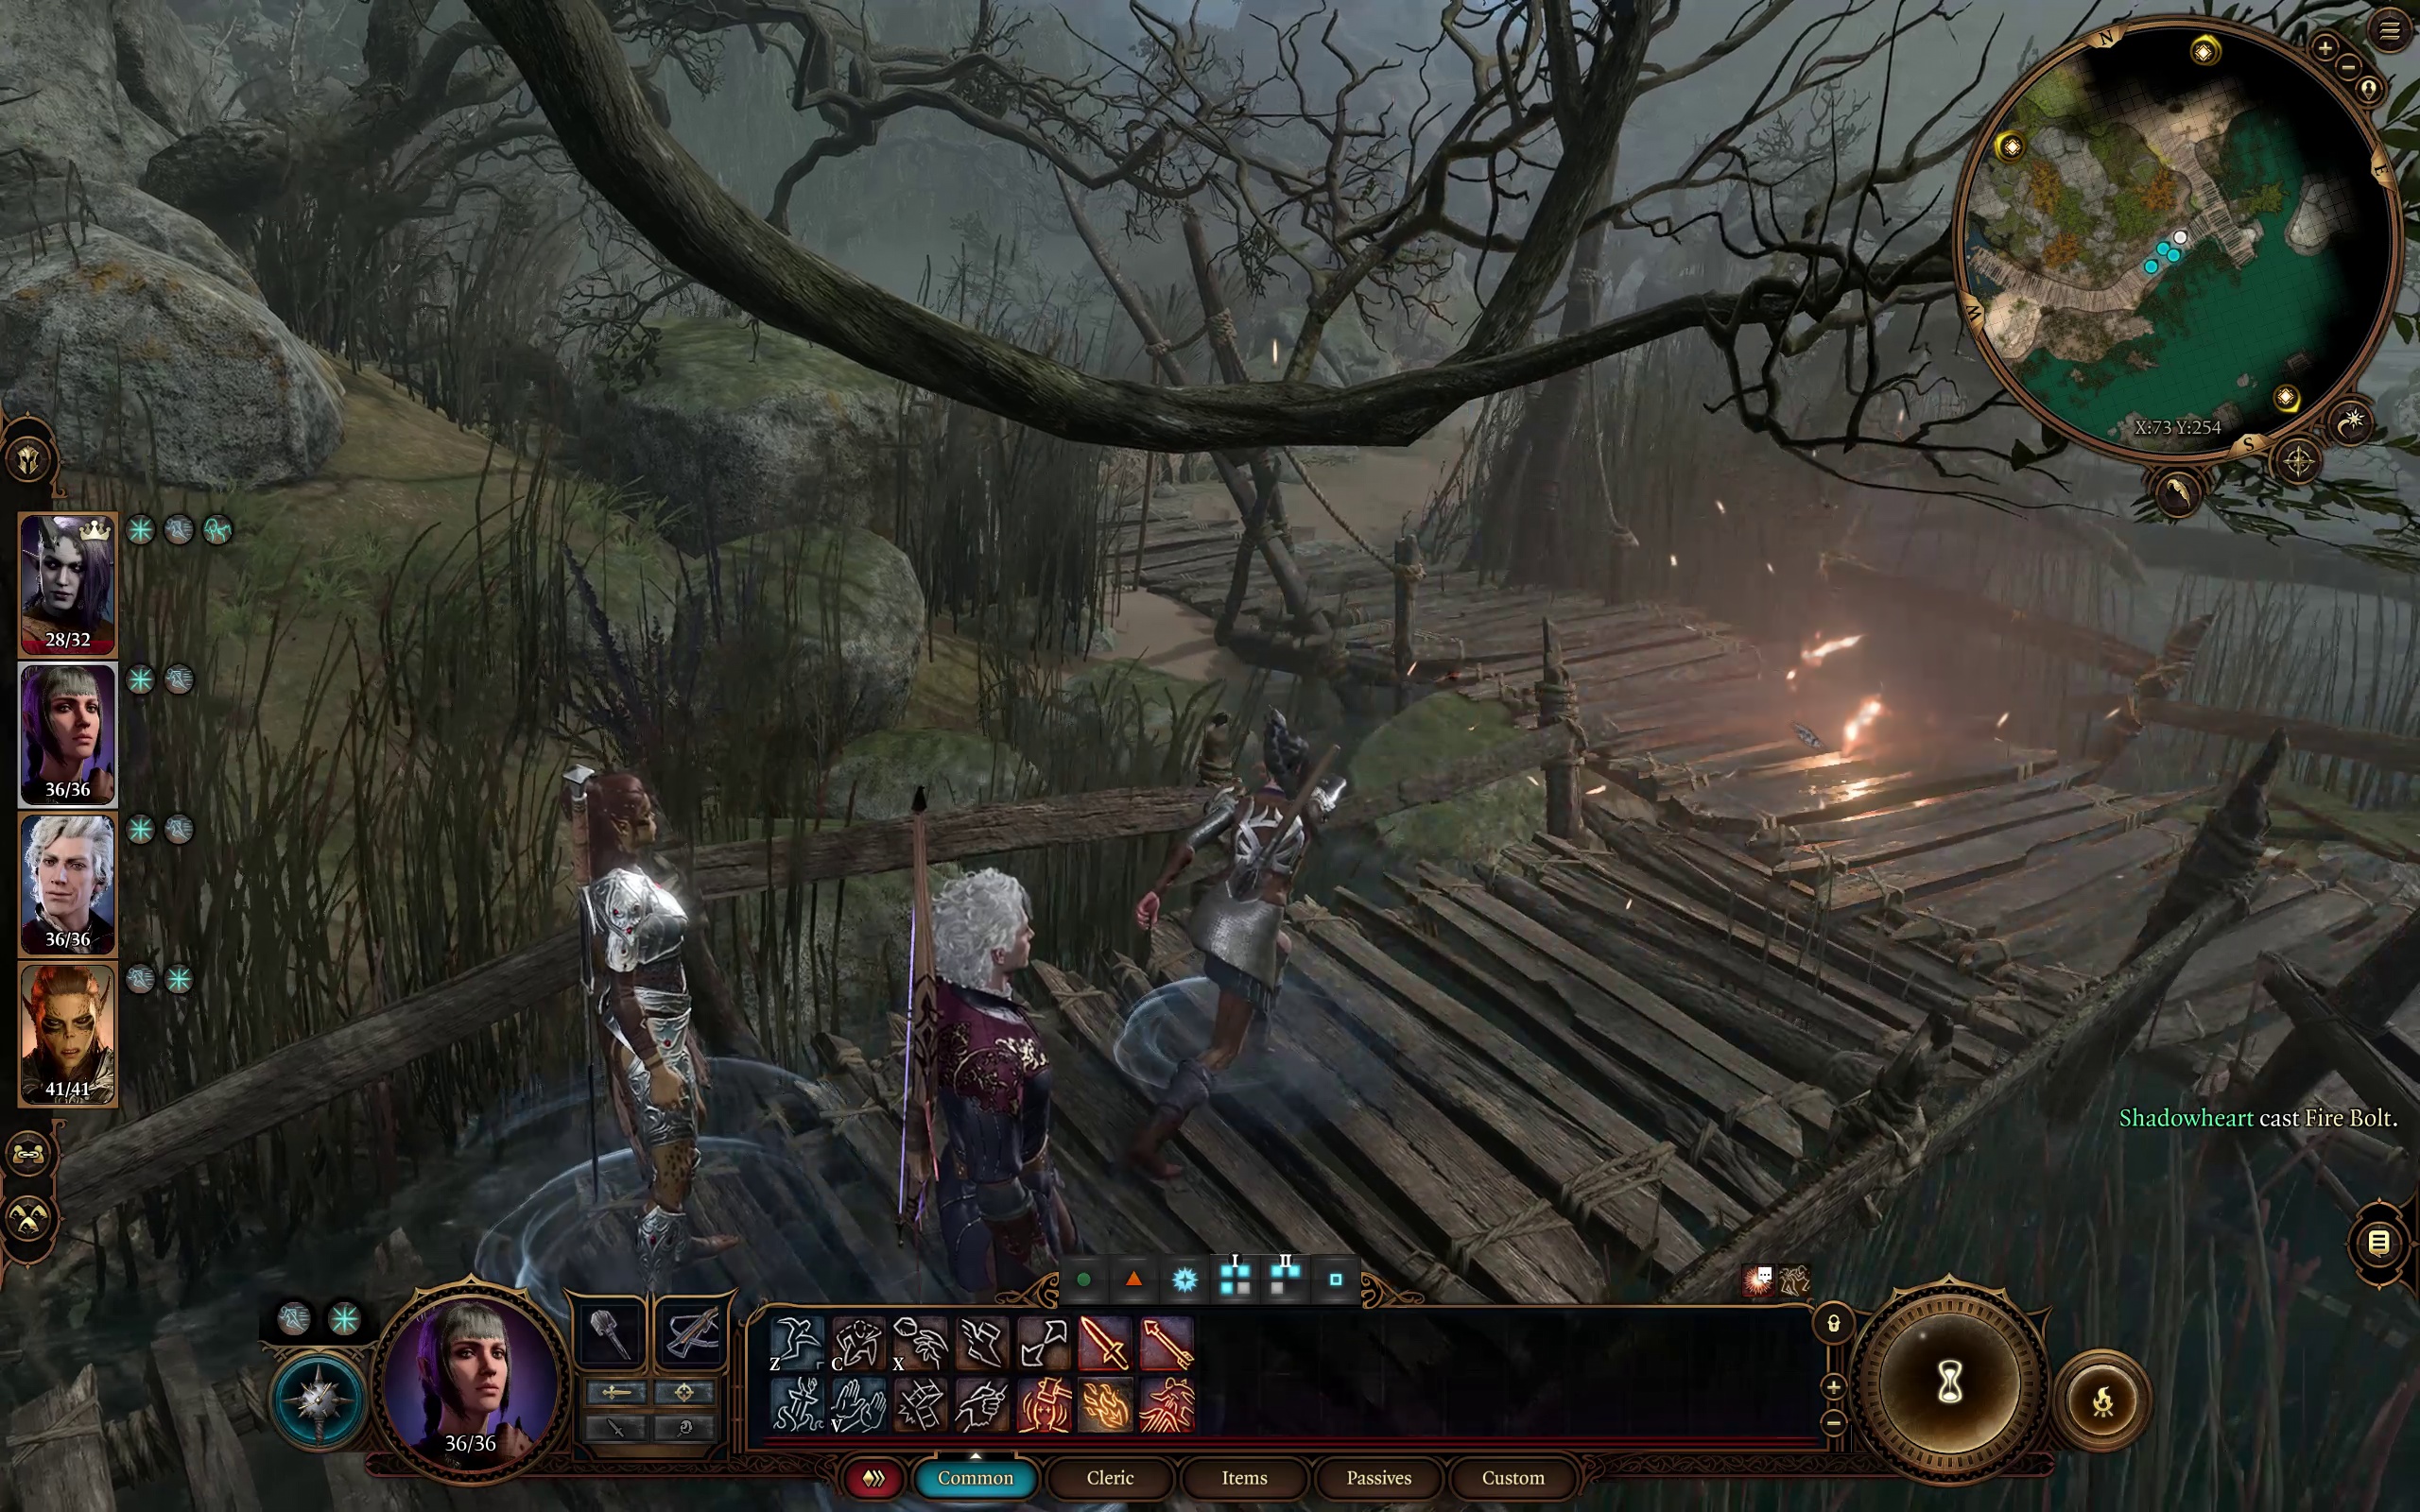 N
E
W
S
X:73 Y:254
28/32
36/36
36/36
41/41
Shadowheart cast Fire Bolt.
I II
Z C X
V
36/36
Common Cleric Items Passives Custom